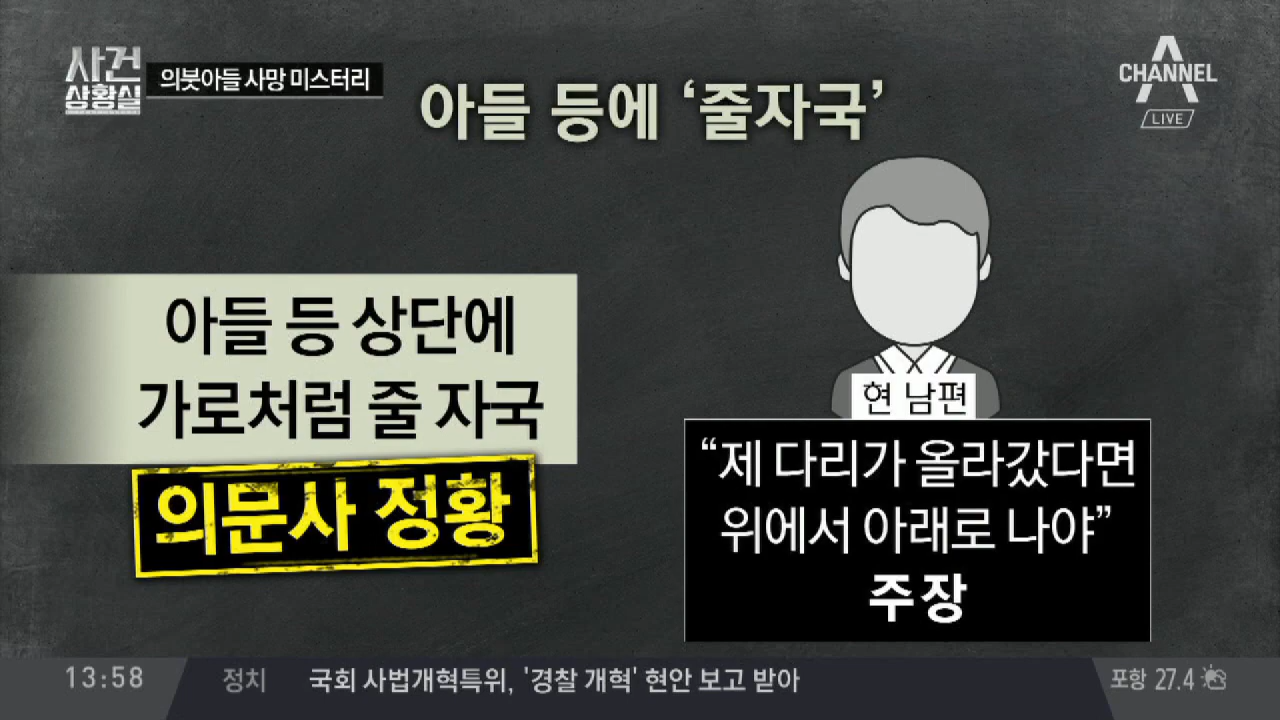 사건
상황실
의붓아들 사망 미스터리
CHANNEL
A
LIVE
아들 등에 ‘줄자국’
아들 등 상단에
가로처럼 줄 자국
의문사 정황
현 남편
“제 다리가 올라갔다면
위에서 아래로 나야”
주장
13:58
정치 국회 사법개혁특위, '경찰 개혁' 현안 보고 받아
포항 27.4